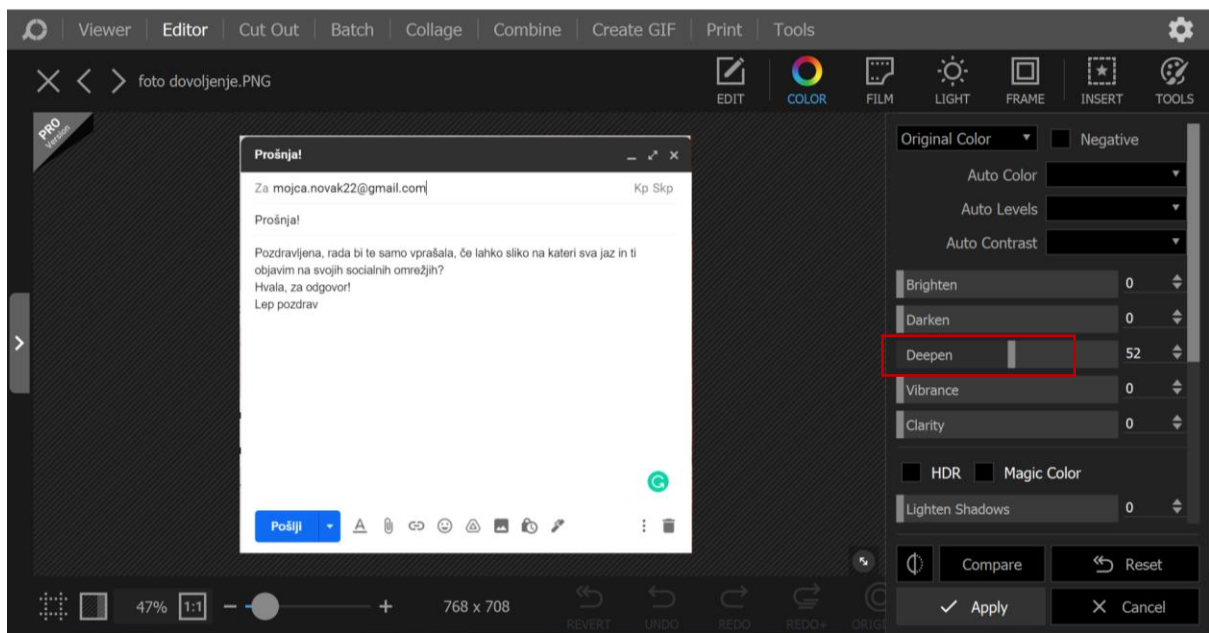 Viewer Editor Cut Out Batch Collage Combine Create GIF Print Tools
foto dovoljenje.PNG
EDIT COLOR FILM LIGHT FRAME INSERT TOOLS
PRO
Version
Prošnja!
Za mojca.novak22@gmail.com Kp Skp
Prošnja!
Pozdravljena, rada bi te samo vprašala, če lahko sliko na kateri sva jaz in ti
objavim na svojih socialnih omrežjih?
Hvala, za odgovor!
Lep pozdrav
Pošlji
Original Color Negative
Auto Color
Auto Levels
Auto Contrast
Brighten 0
Darken 0
Deepen 52
Vibrance 0
Clarity 0
HDR Magic Color
Lighten Shadows 0
Compare Reset
Apply Cancel
47% 1:1 768 x 708
REVERT UNDO REDO REDO+ ORIGI